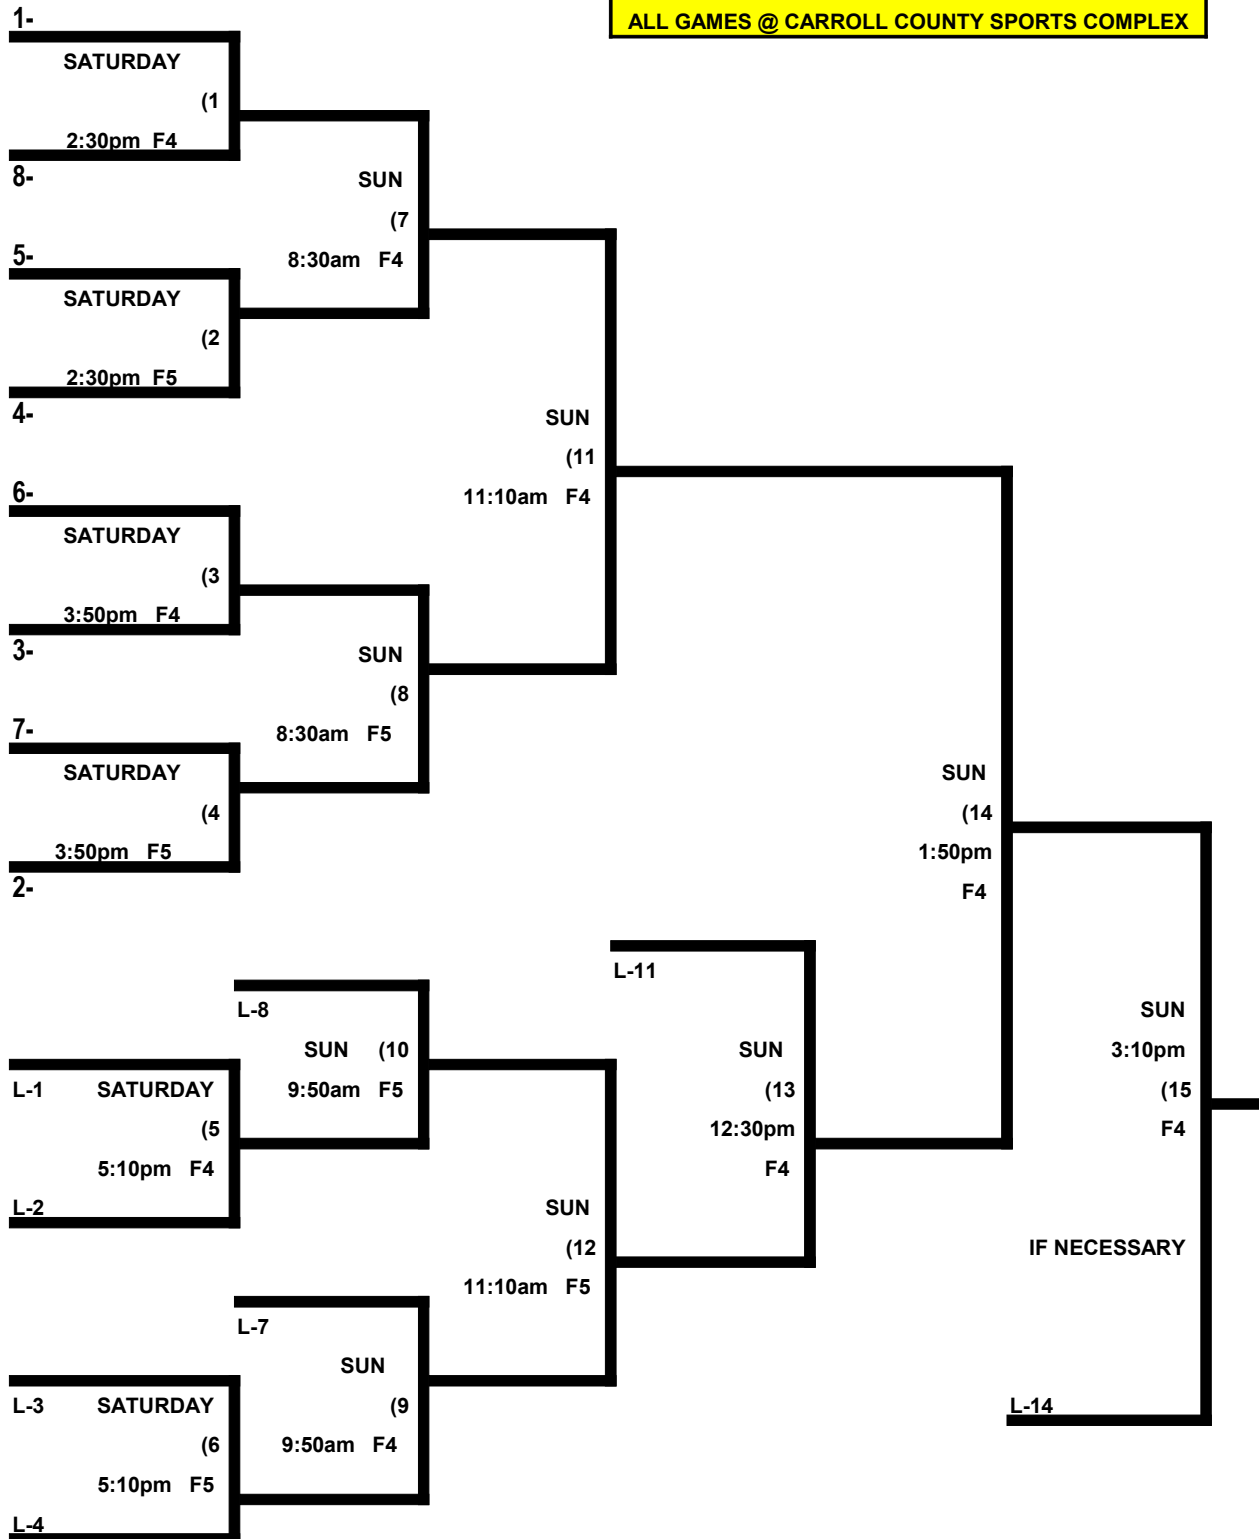 1-
ALL GAMES @ CARROLL COUNTY SPORTS COMPLEX
SATURDAY
(1
2:30pm F4
8-
SUN
(7
8:30am F4
5-
SATURDAY
(2
2:30pm F5
4-
SUN
(11
11:10am F4
6-
SATURDAY
(3
3:50pm F4
3-
SUN
(8
8:30am F5
7-
SATURDAY
(4
3:50pm F5
2-
SUN
(14
1:50pm
F4
L-11
L-8
SUN (10
9:50am F5
L-1 SATURDAY
(5
5:10pm F4
L-2
SUN
(13
12:30pm
F4
SUN
3:10pm
(15
F4
IF NECESSARY
SUN
(12
11:10am F5
L-7
SUN
(9
9:50am F4
L-3 SATURDAY
(6
5:10pm F5
L-4
L-14